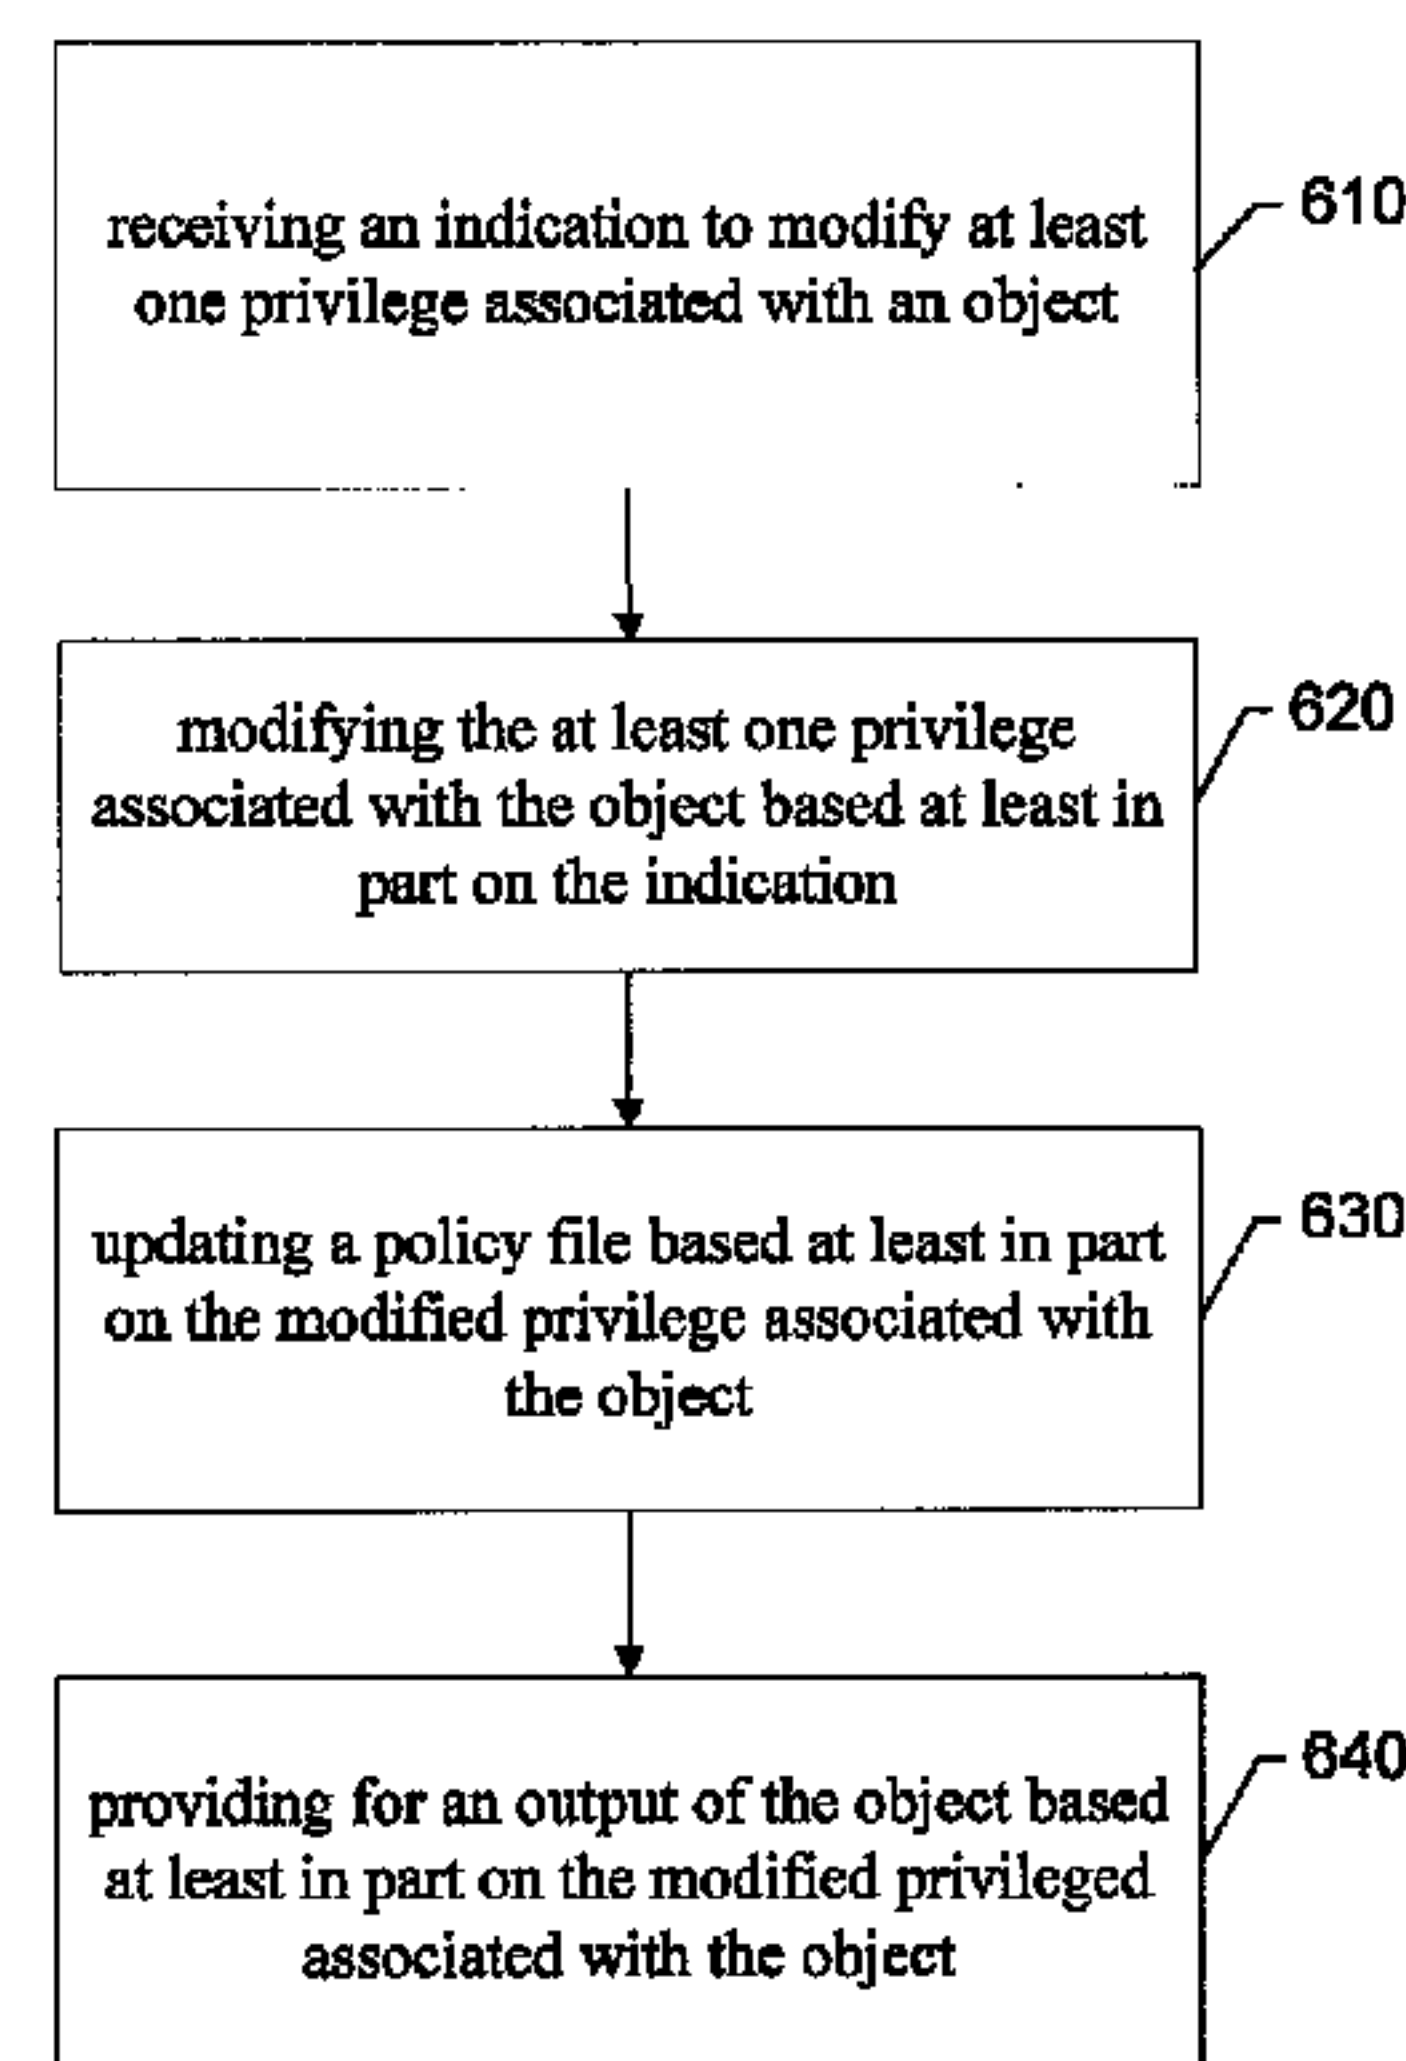 receiving an indication to modify at least
one privilege associated with an object
610
modifying the at least one privilege
associated with the object based at least in
part on the indication
620
updating a policy file based at least in part
on the modified privilege associated with
the object
630
providing for an output of the object based
at least in part on the modified privileged
associated with the object
640